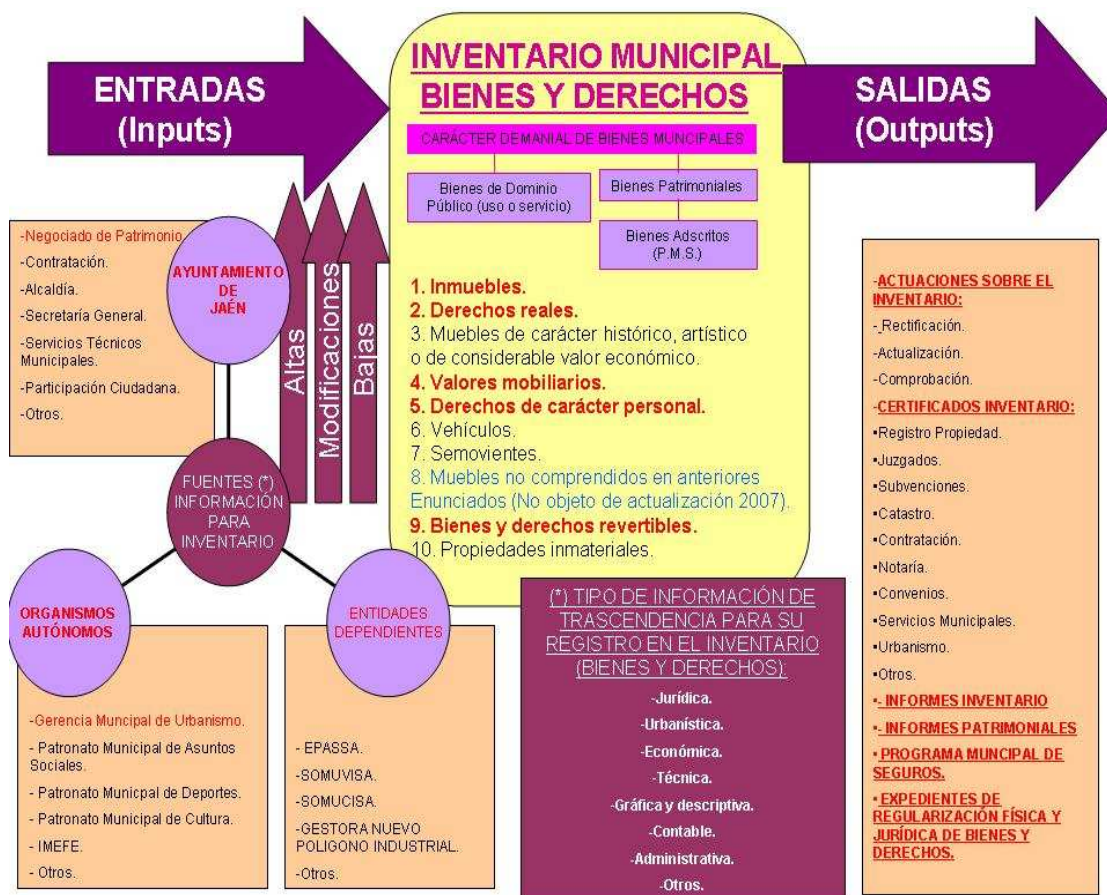 ENTRADAS
(Inputs)
INVENTARIO MUNICIPAL
BIENES Y DERECHOS
CARÁCTER DEMANIAL DE BIENES MUNCIPALES
Bienes de Dominio
Público (uso o servicio)
Bienes Patrimoniales
Bienes Adscritos
(P.M.S.)
1. Inmuebles.
2. Derechos reales.
3. Muebles de carácter histórico, artístico
o de considerable valor económico.
4. Valores mobiliarios.
5. Derechos de carácter personal.
6. Vehículos.
7. Semovientes.
8. Muebles no comprendidos en anteriores
Enunciados (No objeto de actualización 2007).
9. Bienes y derechos revertibles.
10. Propiedades inmateriales.
SALIDAS
(Outputs)
Altas
Modificaciones
Bajas
-Negociado de Patrimonio.
-Contratación.
-Alcaldía.
-Secretaría General.
-Servicios Técnicos
Municipales.
-Participación Ciudadana.
-Otros.
AYUNTAMIENTO
DE
JAÉN
FUENTES (*)
INFORMACIÓN
PARA
INVENTARIO
ORGANISMOS
AUTÓNOMOS
-Gerencia Muncipal de Urbanismo.
- Patronato Municipal de Asuntos
Sociales.
- Patronato Municpal de Deportes.
- Patronato Municipal de Cultura.
- IMEFE.
- Otros.
ENTIDADES
DEPENDIENTES
- EPASSA.
-SOMUVISA.
-SOMUCISA.
-GESTORA NUEVO
POLIGONO INDUSTRIAL.
-Otros.
(*) TIPO DE INFORMACIÓN DE
TRASCENDENCIA PARA SU
REGISTRO EN EL INVENTARIO
(BIENES Y DERECHOS):
-Jurídica.
-Urbanística.
-Económica.
-Técnica.
-Gráfica y descriptiva.
-Contable.
-Administrativa.
-Otros.
-ACTUACIONES SOBRE EL
INVENTARIO:
- Rectificación.
-Actualización.
-Comprobación.
-CERTIFICADOS INVENTARIO:
•Registro Propiedad.
•Juzgados.
•Subvenciones.
•Catastro.
•Contratación.
•Notaría.
•Convenios.
•Servicios Municipales.
•Urbanismo.
•Otros.
•- INFORMES INVENTARIO
•- INFORMES PATRIMONIALES
• PROGRAMA MUNCIPAL DE
SEGUROS.
• EXPEDIENTES DE
REGULARIZACIÓN FÍSICA Y
JURÍDICA DE BIENES Y
DERECHOS.